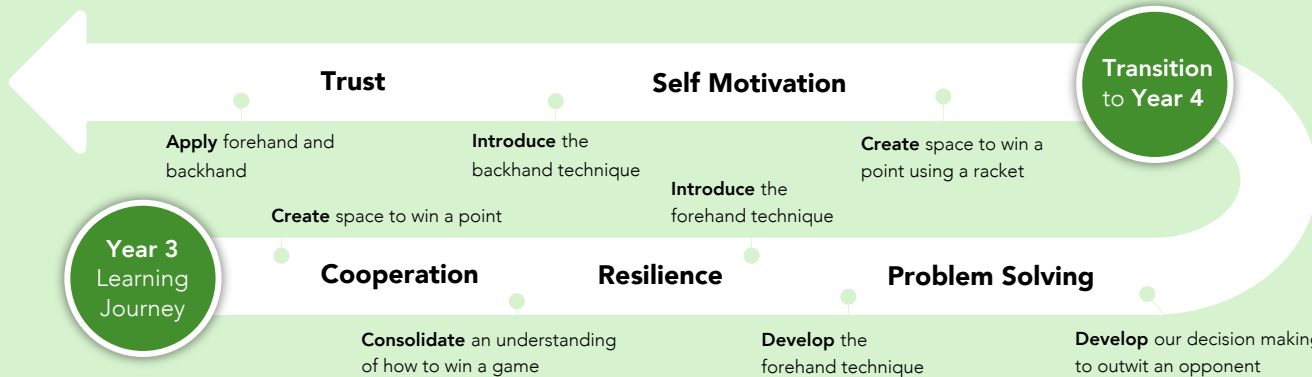 Trust
Self Motivation
Transition
to Year 4
Apply forehand and
backhand
Introduce the
backhand technique
Create space to win a
point using a racket
Introduce the
forehand technique
Create space to win a point
Year 3
Learning
Journey
Cooperation
Resilience
Problem Solving
Consolidate an understanding
of how to win a game
Develop the
forehand technique
Develop our decision making
to outwit an opponent